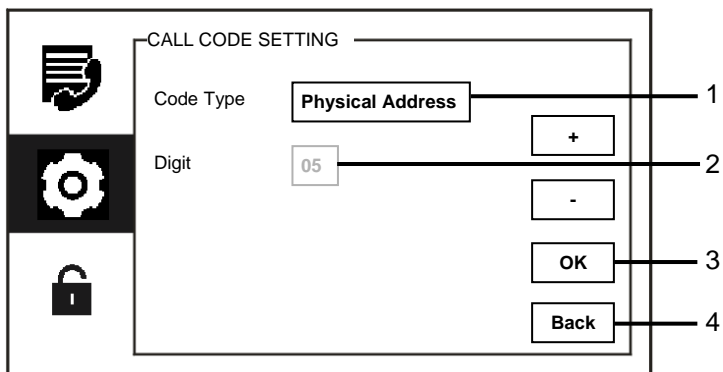 CALL CODE SETTING
Code Type
Physical Address
1
+
Digit
05
2
-
OK
3
Back
4